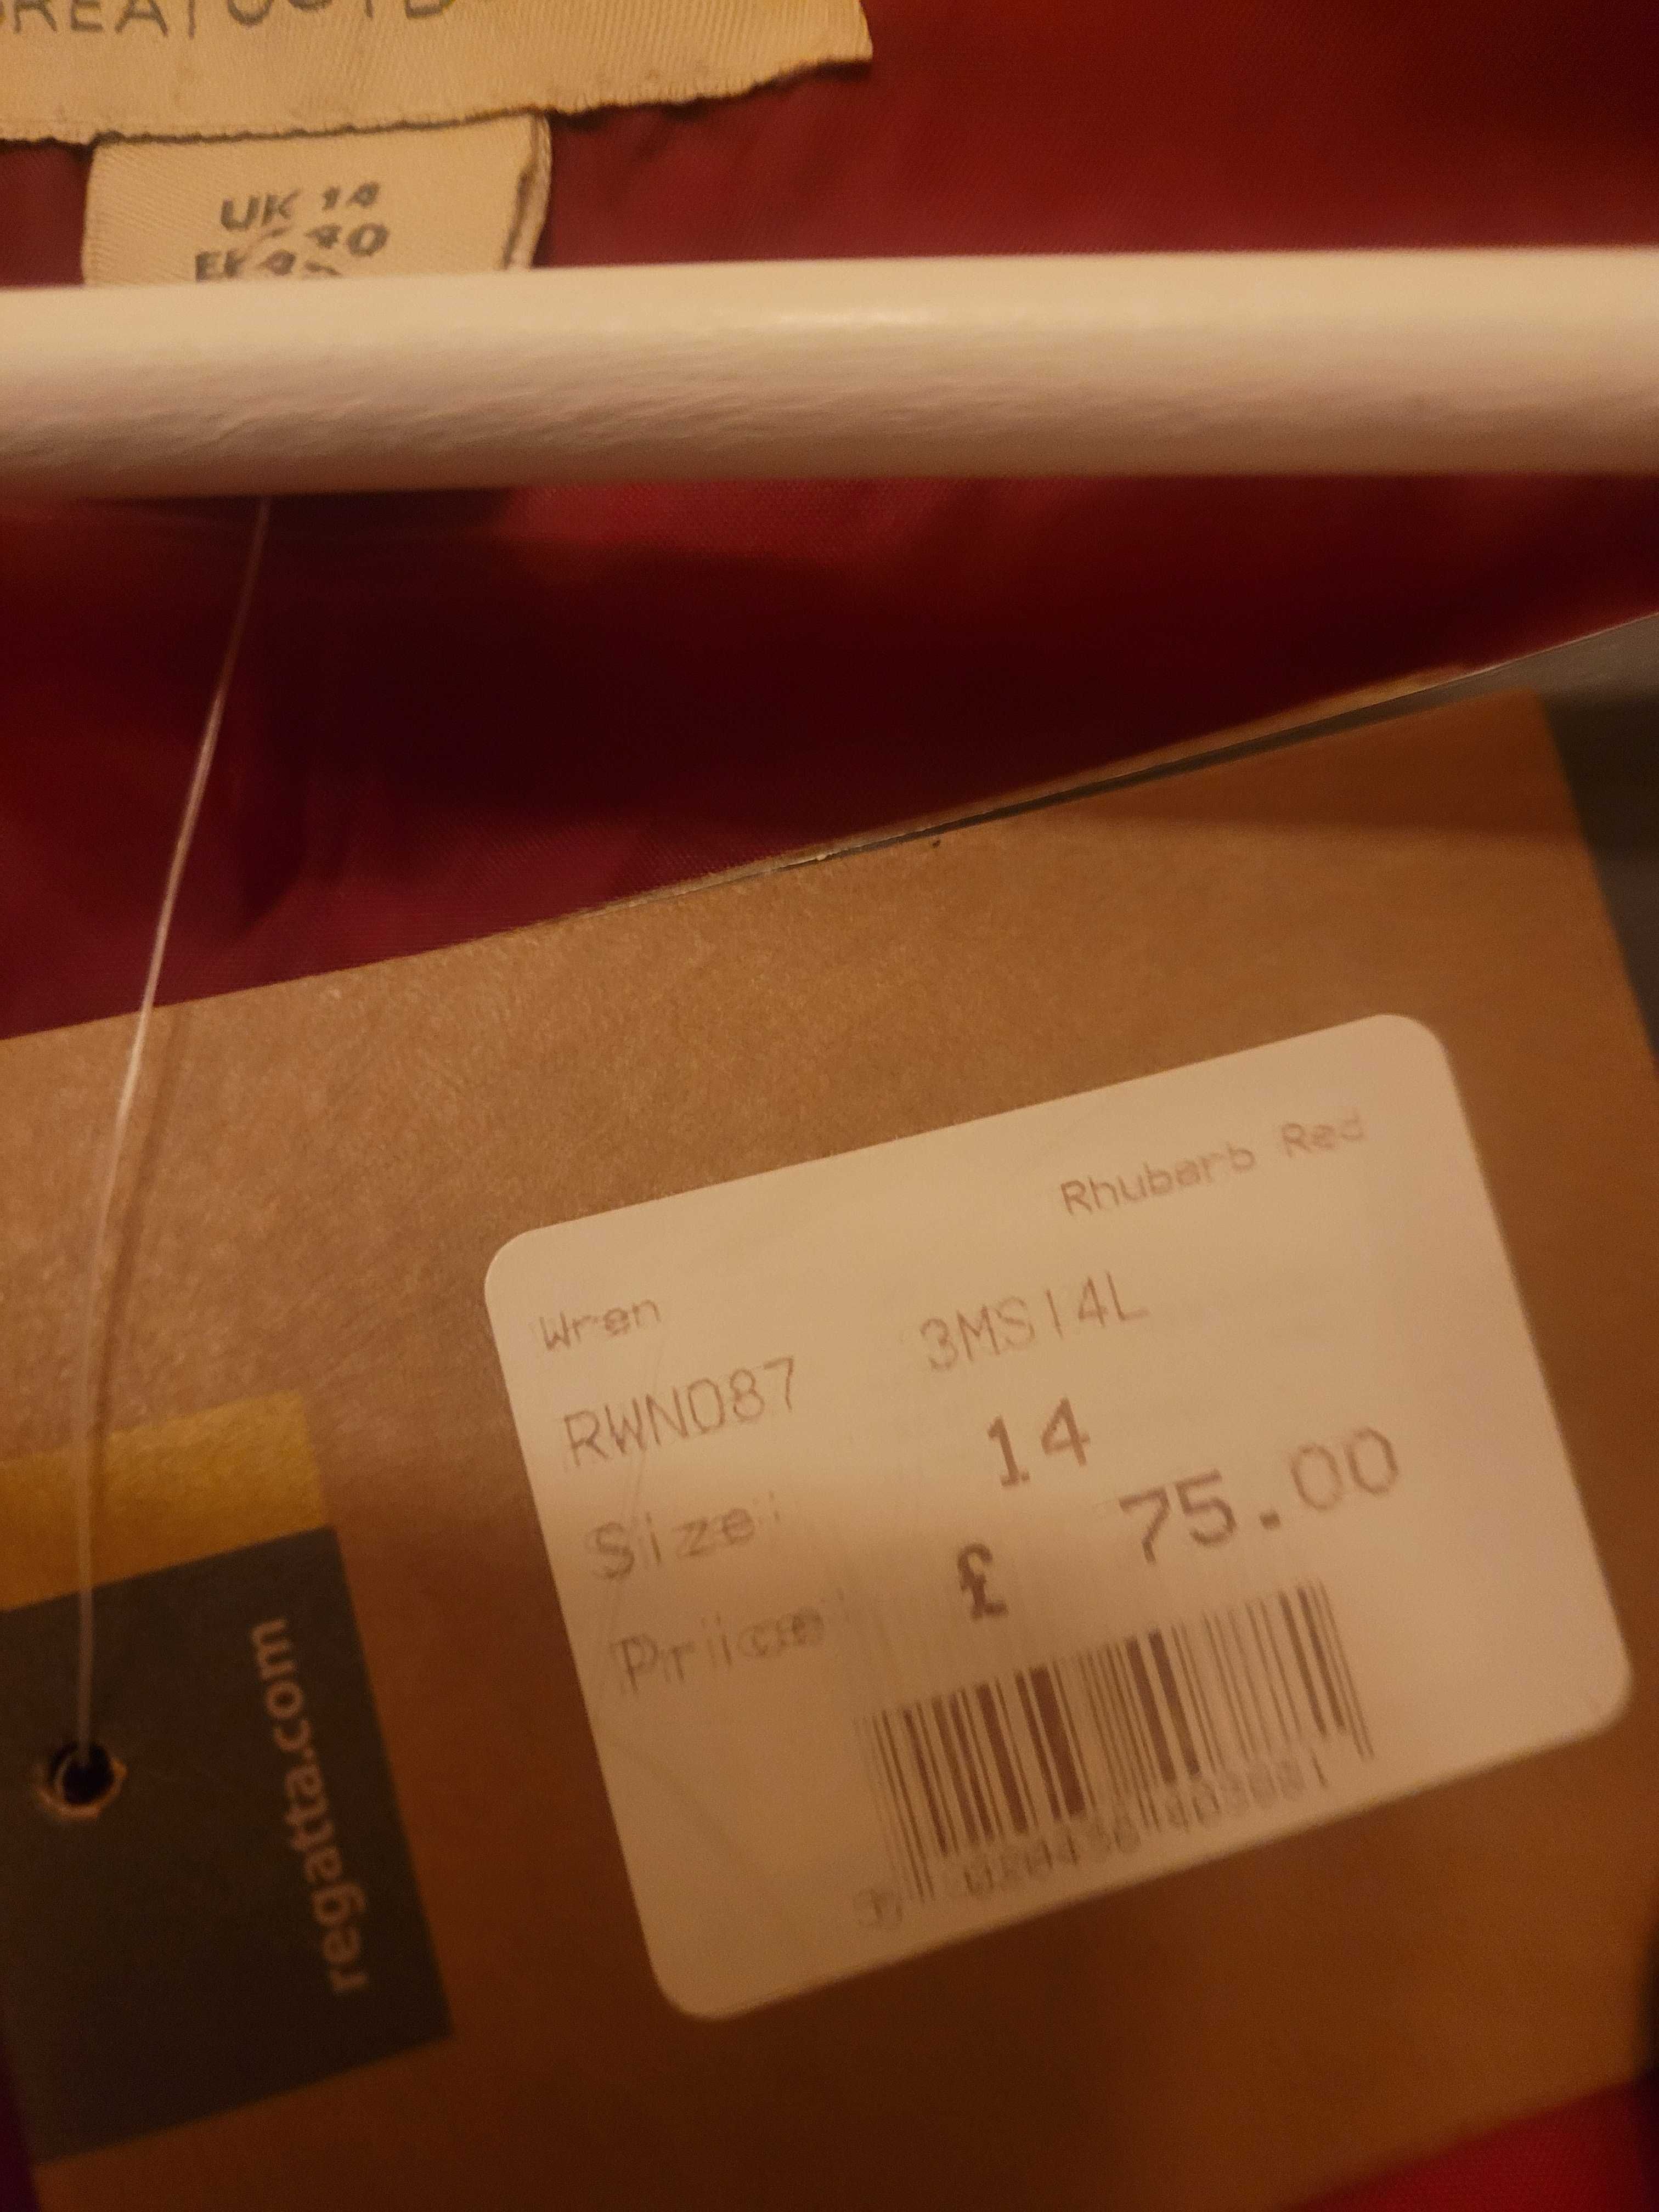 UK 14
Rhubarb Red
Wren
RWN087 3MS14L
Size: 14
Price: £ 75.00
regatta.com